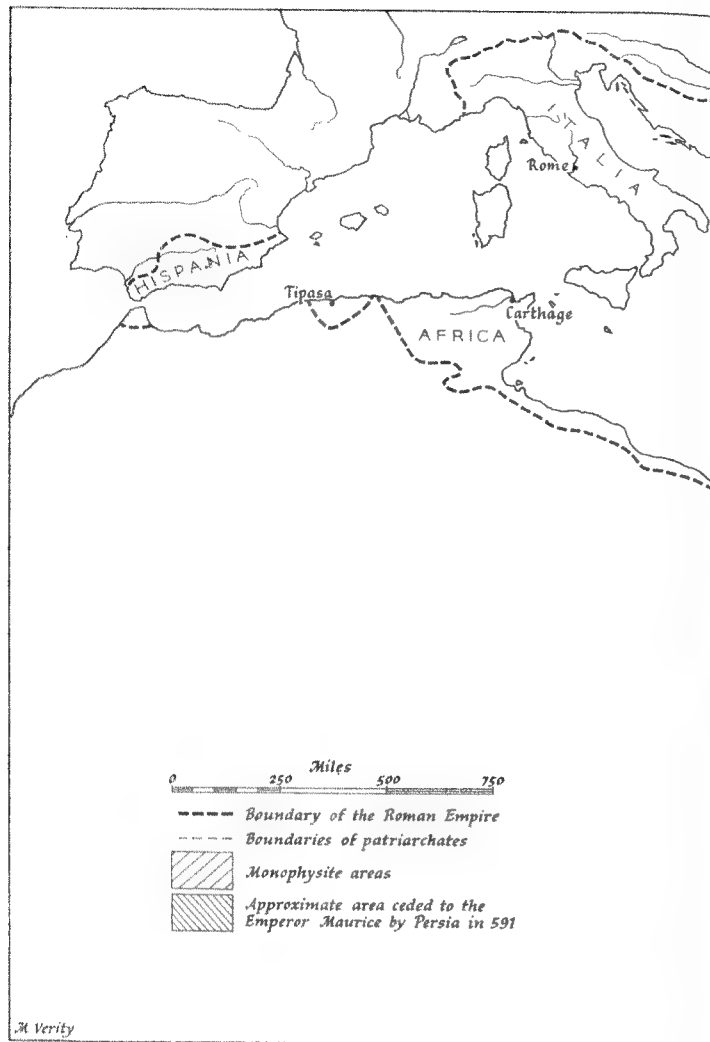 ITALIA
Rome
HISPANIA
Tipasa
Carthage
AFRICA
Miles
0 250 500 750
Boundary of the Roman Empire
Boundaries of patriarchates
Monophysite areas
Approximate area ceded to the
Emperor Maurice by Persia in 591
M Verity